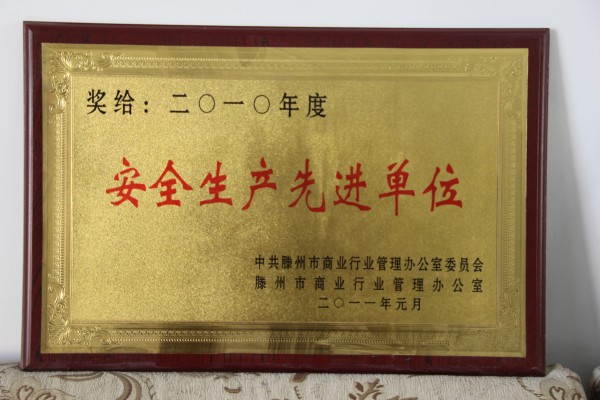 奖给：二〇一〇年度
安全生产先进单位
中共滕州市商业行业管理办公室委员会
滕州市商业行业管理办公室
二〇一一年元月